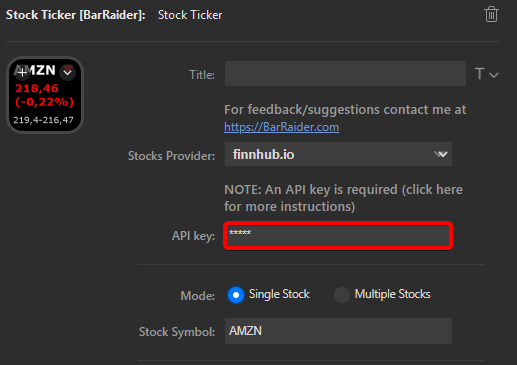 Stock Ticker [BarRaider]: Stock Ticker
AMZN
218,46
(-0,22%)
219,4-216,47
Title:
T
For feedback/suggestions contact me at
https://BarRaider.com
Stocks Provider: finnhub.io
NOTE: An API key is required (click here
for more instructions)
API key: *****
Mode: Single Stock Multiple Stocks
Stock Symbol: AMZN